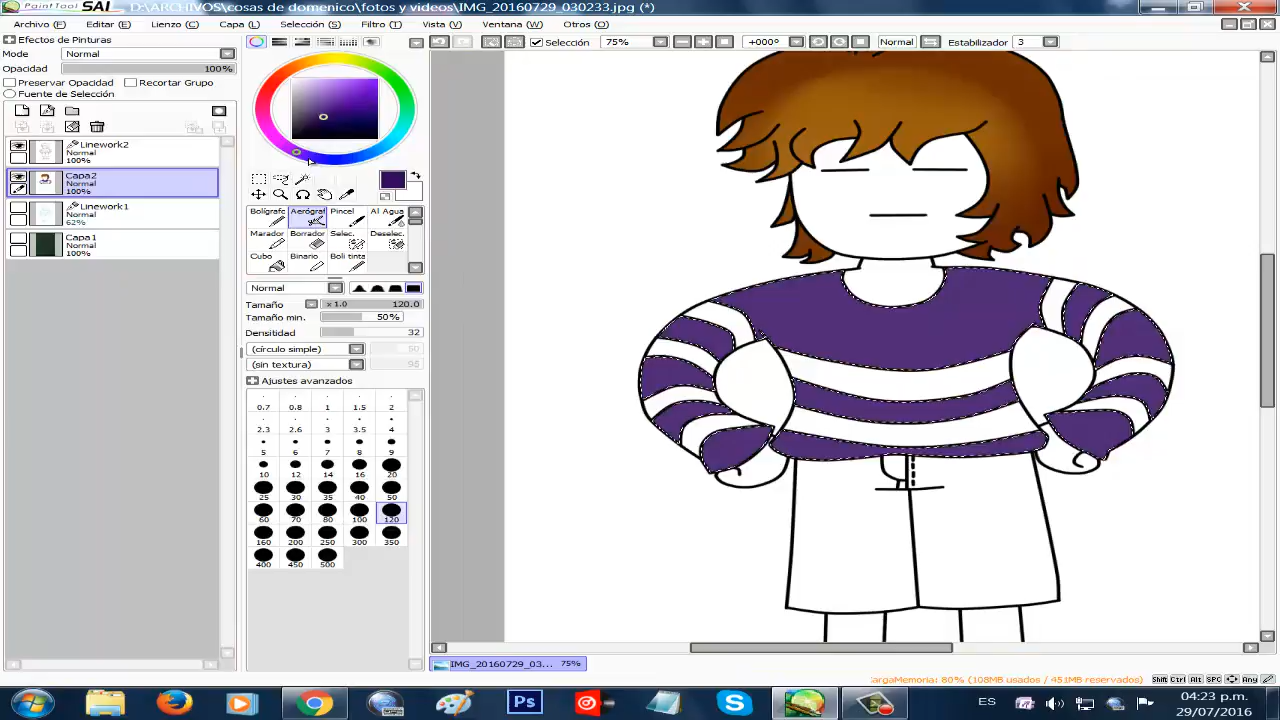 PaintTool SAI D:\ARCHIVOS\cosas de domenico\fotos y videos\IMG_20160729_030233.jpg (*)
Archivo (F) Editar (E) Lienzo (C) Capa (L) Selección (S) Filtro (T) Vista (V) Ventana (W) Otros (O)
Efectos de Pinturas
Modo Normal
Opacidad 100%
Preservar Opacidad Recortar Grupo
Fuente de Selección
Linework2
Normal
100%
Capa2
Normal
100%
Linework1
Normal
62%
Capa1
Normal
100%
Selección 75% +000° Normal Estabilizador 3
Bolígrafo Aerógraf Pincel Al Agua
Marador Borrador Selec. Deselec.
Cubo Binario Boli tinta
Normal
Tamaño x 1.0 120.0
Tamaño min. 50%
Densitidad 32
(círculo simple) 50
(sin textura) 95
Ajustes avanzados
0.7 0.8 1 1.5 2
2.3 2.6 3 3.5 4
5 6 7 8 9
10 12 14 16 20
25 30 35 40 50
60 70 80 100 120
160 200 250 300 350
400 450 500
IMG_20160729_03... 75%
cargaMemoria: 80% (108MB usados / 451MB reservados) Shift Ctrl Alt SPC Any
Ps
ES
04:23 p.m.
29/07/2016